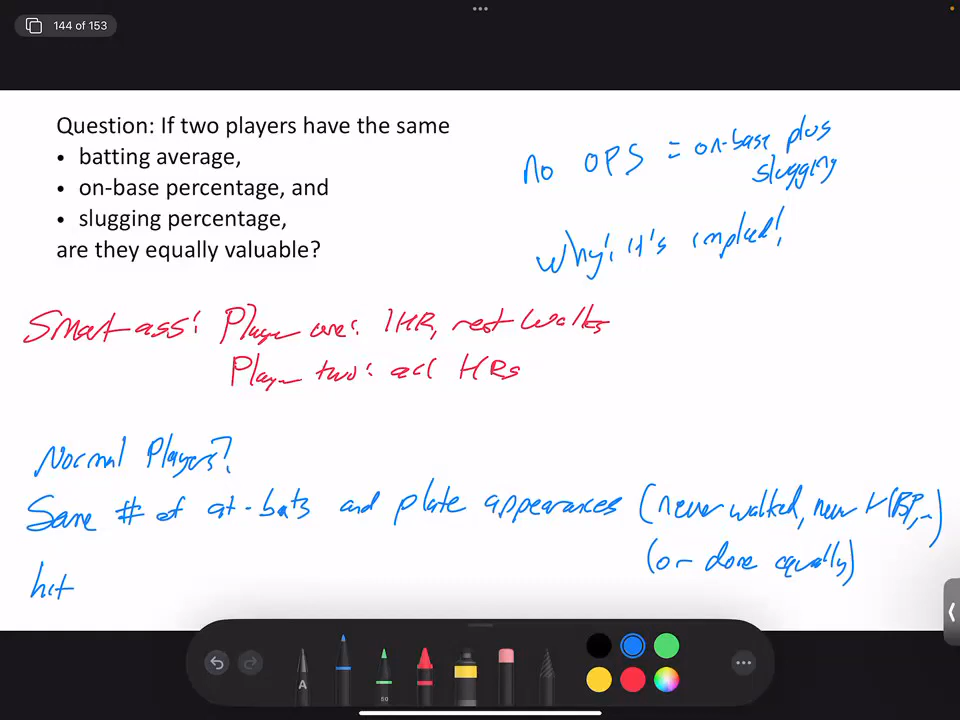 144 of 153
Question: If two players have the same
• batting average,
• on-base percentage, and
• slugging percentage,
are they equally valuable?
no OPS = on-base plus
slugging
Why? it's implied!
Smart ass: Player one: 1HR, rest walks
Player two: all HRs
Normal Players?
Same # of at-bats and plate appearances (never walked, never HBP, ...)
(or done equally)
hit
A
80